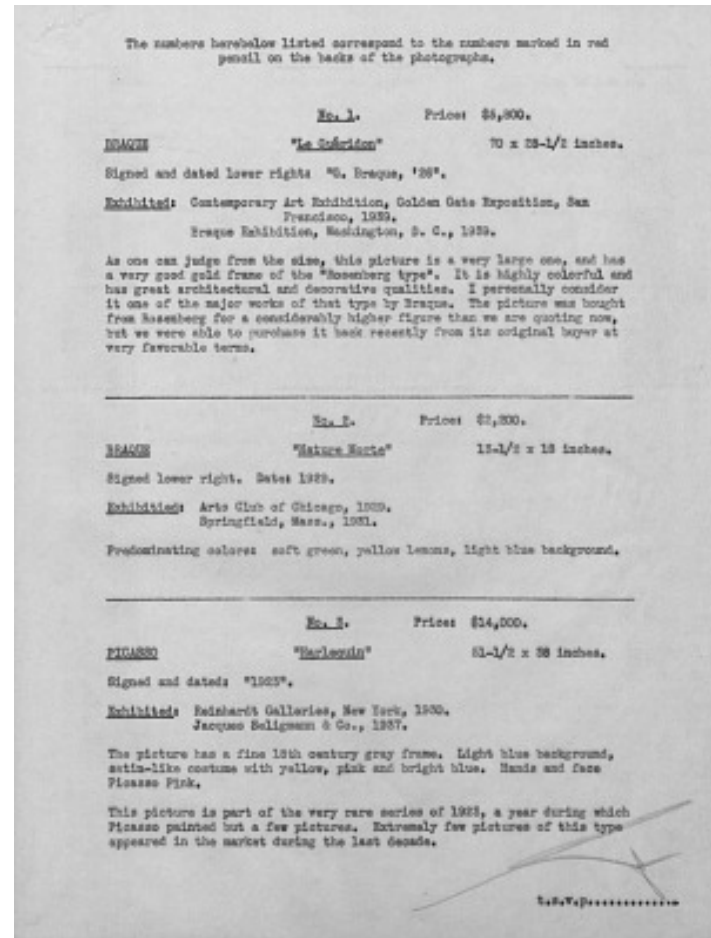 The numbers herebelow listed correspond to the numbers marked in red
pencil on the backs of the photographs.
No. 1. Price: $5,800.
BRAQUE "Le Guéridon" 70 x 28-1/2 inches.
Signed and dated lower right: "G. Braque, '28".
Exhibited: Contemporary Art Exhibition, Golden Gate Exposition, San
Francisco, 1939.
Braque Exhibition, Washington, D. C., 1939.
As one can judge from the size, this picture is a very large one, and has
a very good gold frame of the "Rosenberg type". It is highly colorful and
has great architectural and decorative qualities. I personally consider
it one of the major works of that type by Braque. The picture was bought
from Rosenberg for a considerably higher figure than we are quoting now,
but we were able to purchase it back recently from its original buyer at
very favorable terms.
No. 2. Price: $2,200.
BRAQUE "Nature Morte" 13-1/2 x 18 inches.
Signed lower right. Date: 1929.
Exhibitied: Arts Club of Chicago, 1929.
Springfield, Mass., 1931.
Predominating colors: soft green, yellow lemons, light blue background.
No. 3. Price: $14,000.
PICASSO "Harlequin" 51-1/2 x 38 inches.
Signed and dated: "1923".
Exhibited: Reinhardt Galleries, New York, 1930.
Jacques Seligmann & Co., 1937.
The picture has a fine 18th century gray frame. Light blue background,
satin-like costume with yellow, pink and bright blue. Hands and face
Picasso Pink.
This picture is part of the very rare series of 1923, a year during which
Picasso painted but a few pictures. Extremely few pictures of this type
appeared in the market during the last decade.
t.s.v.p..............